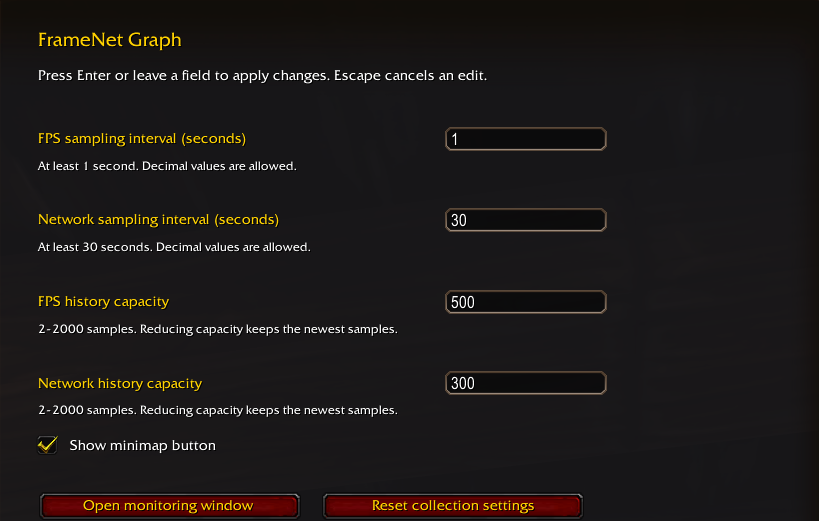 FrameNet Graph
Press Enter or leave a field to apply changes. Escape cancels an edit.
FPS sampling interval (seconds)
1
At least 1 second. Decimal values are allowed.
Network sampling interval (seconds)
30
At least 30 seconds. Decimal values are allowed.
FPS history capacity
500
2-2000 samples. Reducing capacity keeps the newest samples.
Network history capacity
300
2-2000 samples. Reducing capacity keeps the newest samples.
Show minimap button
Open monitoring window
Reset collection settings